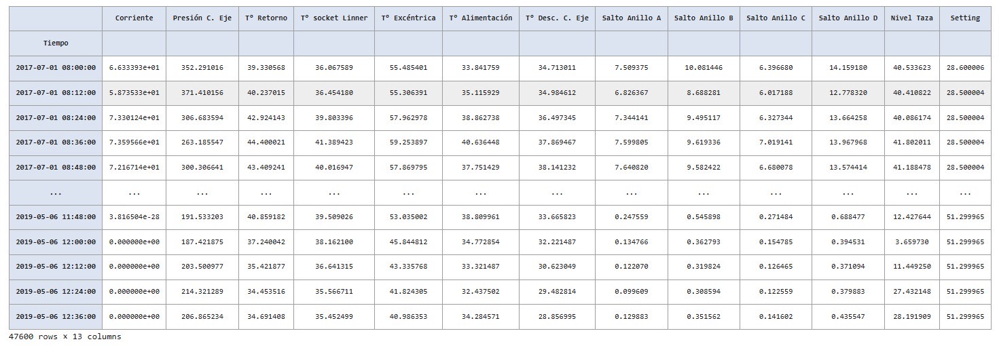 Corriente Presión C. Eje Tº Retorno Tº socket Linner Tº Excéntrica Tº Alimentación Tº Desc. C. Eje Salto Anillo A Salto Anillo B Salto Anillo C Salto Anillo D Nivel Taza Setting
Tiempo
2017-07-01 08:00:00 6.633393e+01 352.291016 39.330568 36.067589 55.485401 33.841759 34.713011 7.509375 10.081446 6.396680 14.159180 40.533623 28.600006
2017-07-01 08:12:00 5.873533e+01 371.410156 40.237015 36.454180 55.306391 35.115929 34.984612 6.826367 8.688281 6.017188 12.778320 40.410822 28.500004
2017-07-01 08:24:00 7.330124e+01 306.683594 42.924143 39.803396 57.962978 38.862738 36.497345 7.344141 9.495117 6.327344 13.664258 40.086174 28.500004
2017-07-01 08:36:00 7.359566e+01 263.185547 44.400021 41.389423 59.253897 40.636448 37.869467 7.599805 9.619336 7.019141 13.967968 41.802011 28.500004
2017-07-01 08:48:00 7.216714e+01 300.306641 43.409241 40.016947 57.869795 37.751429 38.141232 7.640820 9.582422 6.680078 13.574414 41.188478 28.500004
... ... ... ... ... ... ... ... ... ... ... ... ... ...
2019-05-06 11:48:00 3.816504e-28 191.533203 40.859182 39.509026 53.035002 38.809961 33.665823 0.247559 0.545898 0.271484 0.688477 12.427644 51.299965
2019-05-06 12:00:00 0.000000e+00 187.421875 37.240042 38.162100 45.844812 34.772854 32.221487 0.134766 0.362793 0.154785 0.394531 3.659730 51.299965
2019-05-06 12:12:00 0.000000e+00 203.500977 35.421877 36.641315 43.335768 33.321487 30.623049 0.122070 0.319824 0.126465 0.371094 11.449250 51.299965
2019-05-06 12:24:00 0.000000e+00 214.321289 34.453516 35.566711 41.824305 32.437502 29.482814 0.099609 0.308594 0.122559 0.379883 27.432148 51.299965
2019-05-06 12:36:00 0.000000e+00 206.865234 34.691408 35.452499 40.986353 34.284571 28.856995 0.129883 0.351562 0.141602 0.435547 28.191909 51.299965
47600 rows × 13 columns